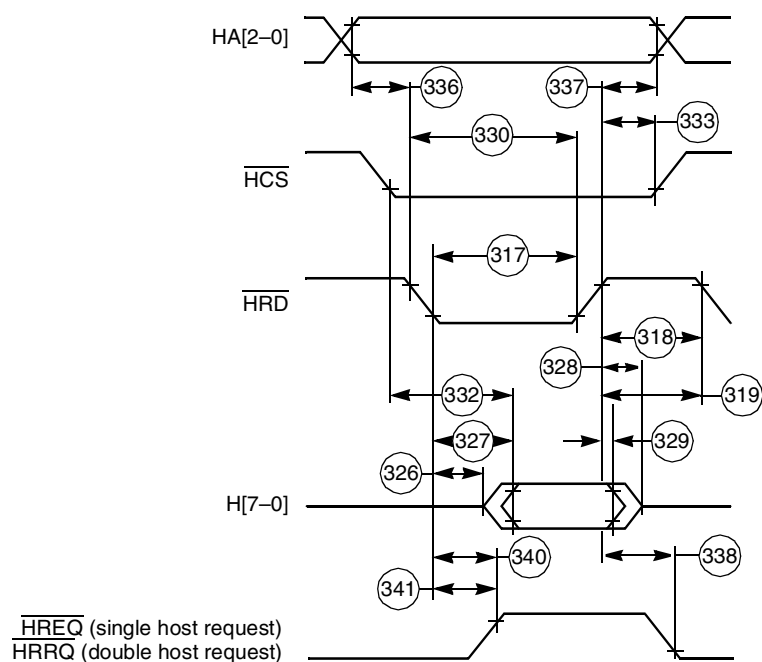 HA[2–0]
336
337
333
330
HCS
317
HRD
318
328
332
319
327
329
326
H[7–0]
340
338
341
HREQ (single host request)
HRRQ (double host request)